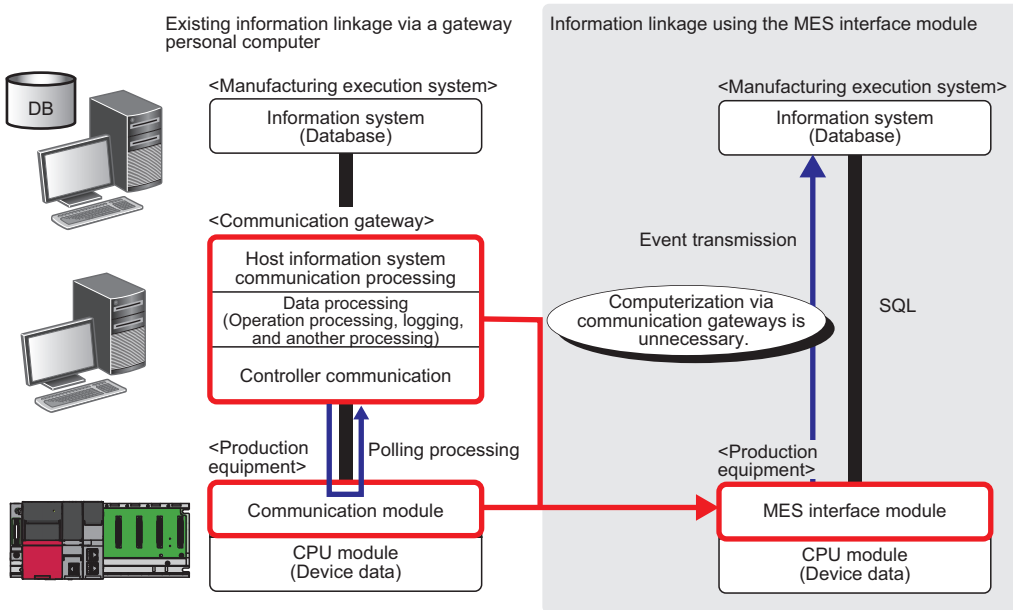 Existing information linkage via a gateway
personal computer
DB
<Manufacturing execution system>
Information system
(Database)
<Communication gateway>
Host information system
communication processing
Data processing
(Operation processing, logging,
and another processing)
Controller communication
<Production
equipment>
Polling processing
Communication module
CPU module
(Device data)
Information linkage using the MES interface module
<Manufacturing execution system>
Information system
(Database)
Event transmission
Computerization via
communication gateways is
unnecessary.
SQL
<Production
equipment>
MES interface module
CPU module
(Device data)